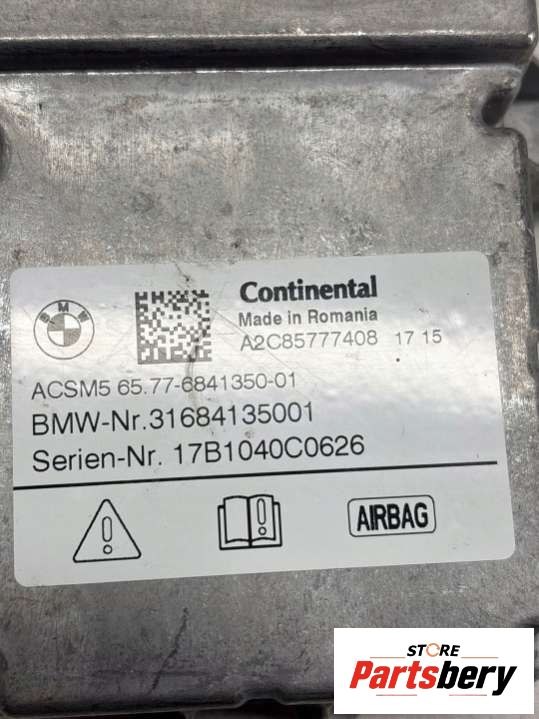 BMW
Continental
Made in Romania
A2C85777408 17 15
ACSM5 65.77-6841350-01
BMW-Nr.31684135001
Serien-Nr. 17B1040C0626
AIRBAG
STORE
Partsbery